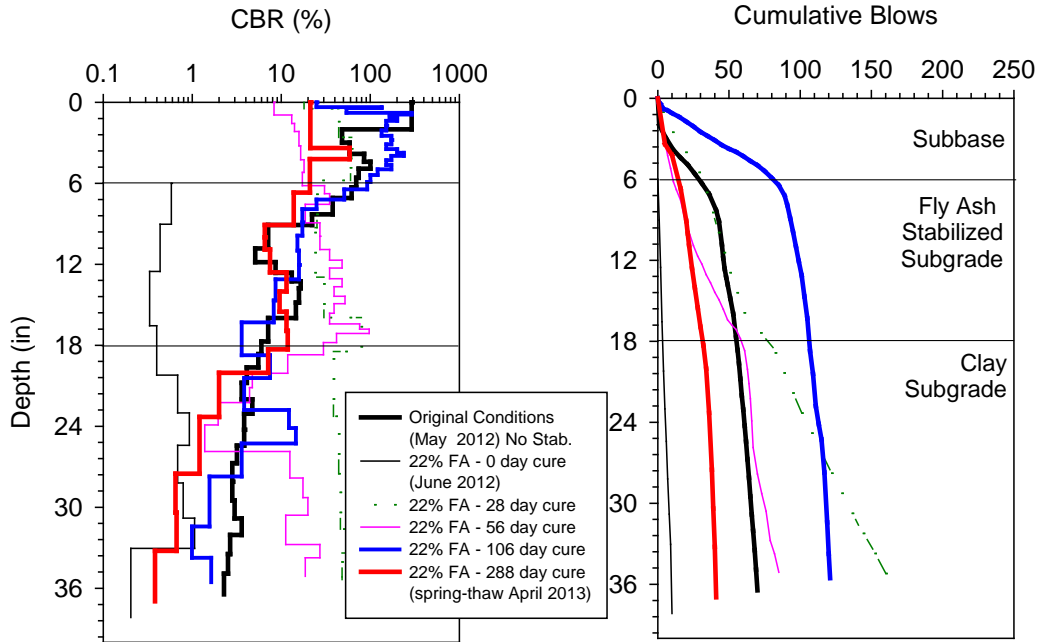 CBR (%)
0.1 1 10 100 1000
0
6
12
18
24
30
36
Depth (in)
Original Conditions
(May 2012) No Stab.
22% FA - 0 day cure
(June 2012)
22% FA - 28 day cure
22% FA - 56 day cure
22% FA - 106 day cure
22% FA - 288 day cure
(spring-thaw April 2013)
Cumulative Blows
0 50 100 150 200 250
0
6
12
18
24
30
36
Subbase
Fly Ash
Stabilized
Subgrade
Clay
Subgrade